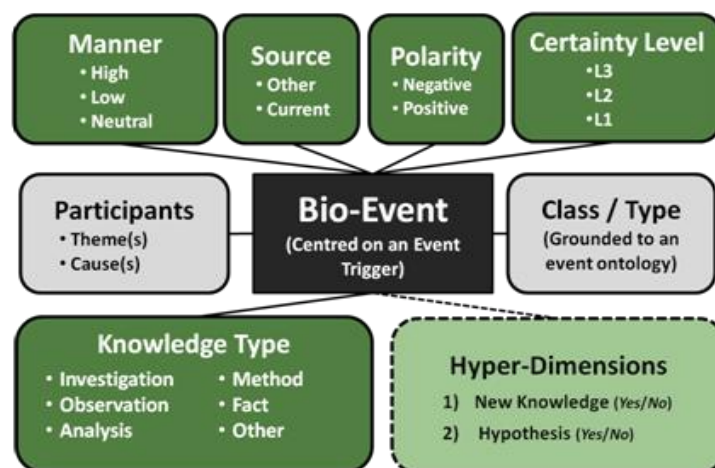 Manner
• High
• Low
• Neutral
Source
• Other
• Current
Polarity
• Negative
• Positive
Certainty Level
• L3
• L2
• L1
Participants
• Theme(s)
• Cause(s)
Bio-Event
(Centred on an Event
Trigger)
Class / Type
(Grounded to an
event ontology)
Knowledge Type
• Investigation
• Observation
• Analysis
• Method
• Fact
• Other
Hyper-Dimensions
1) New Knowledge (Yes/No)
2) Hypothesis (Yes/No)